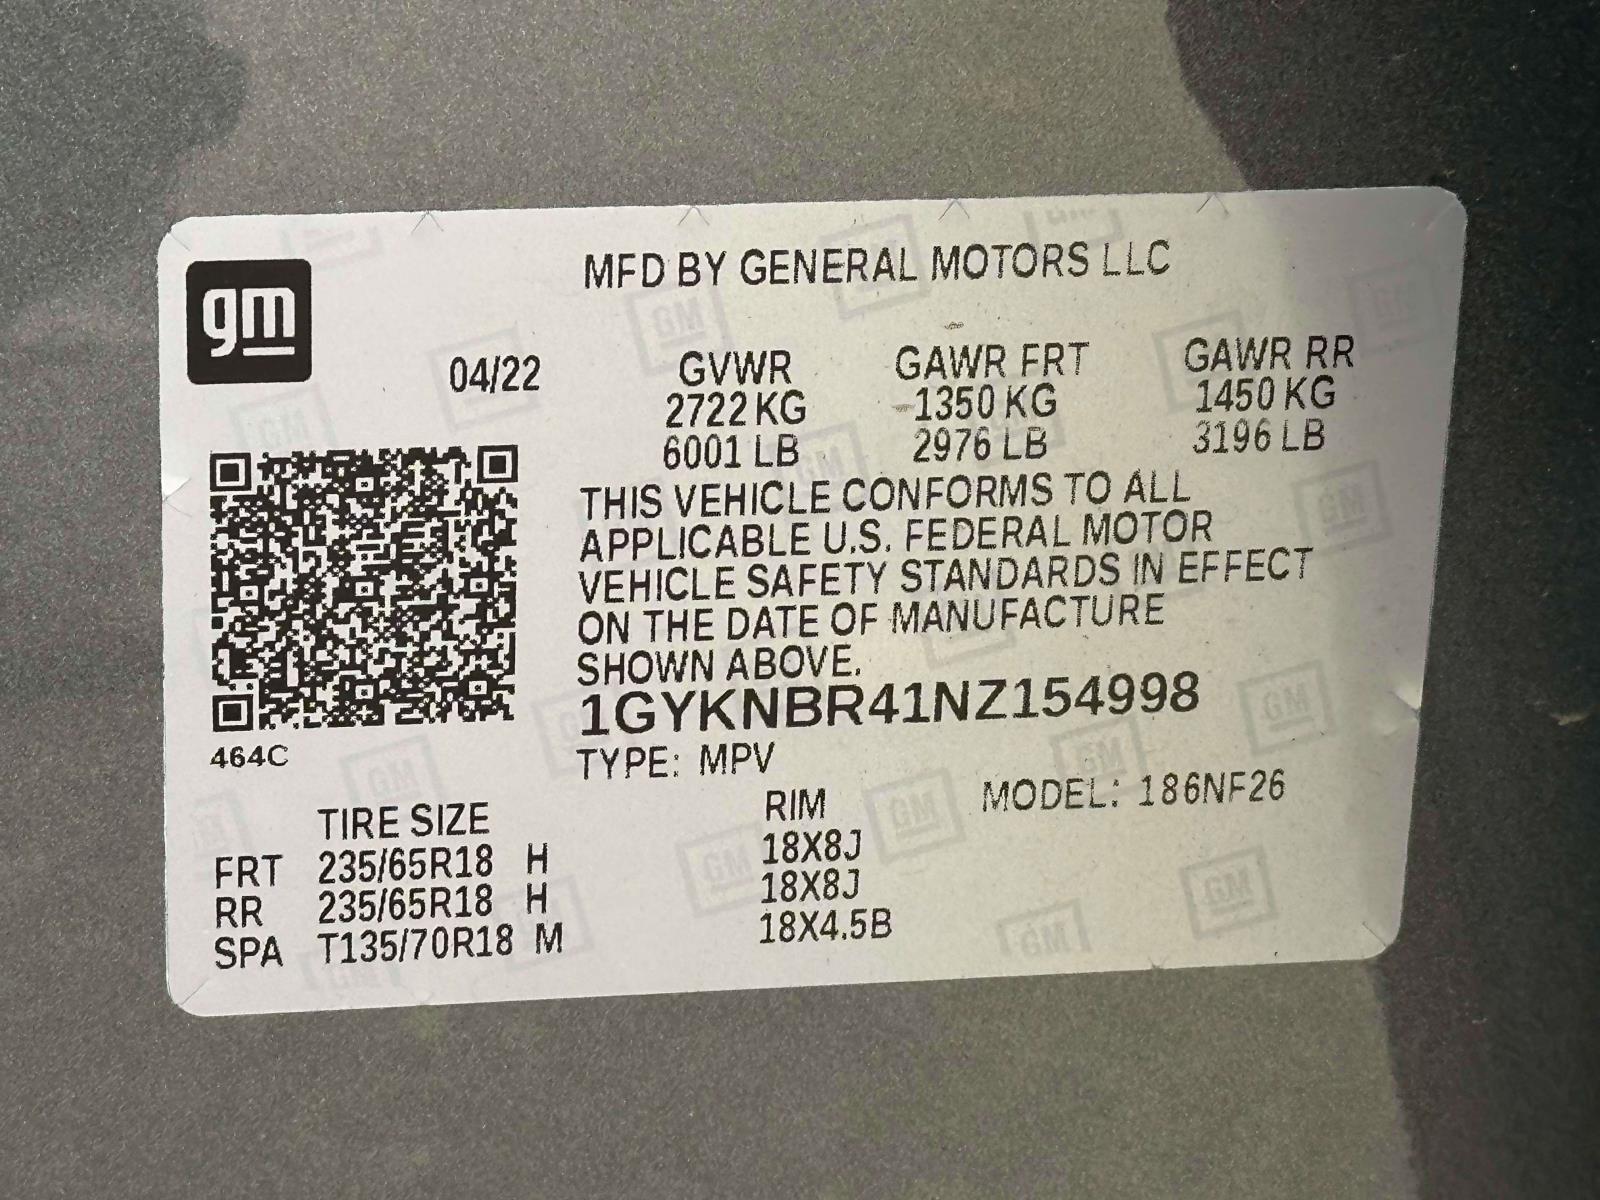 gm
MFD BY GENERAL MOTORS LLC
04/22 GVWR GAWR FRT GAWR RR
2722 KG 1350 KG 1450 KG
6001 LB 2976 LB 3196 LB
THIS VEHICLE CONFORMS TO ALL
APPLICABLE U.S. FEDERAL MOTOR
VEHICLE SAFETY STANDARDS IN EFFECT
ON THE DATE OF MANUFACTURE
SHOWN ABOVE.
1GYKNBR41NZ154998
464C
TYPE: MPV
MODEL: 186NF26
TIRE SIZE RIM
FRT 235/65R18 H 18X8J
RR 235/65R18 H 18X8J
SPA T135/70R18 M 18X4.5B